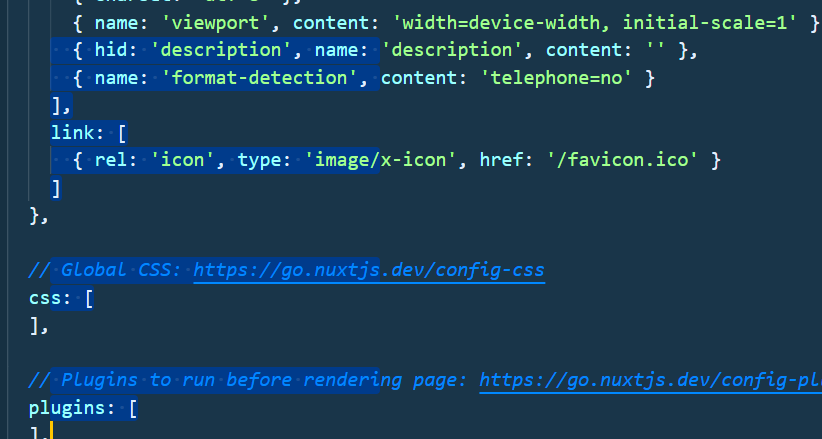 { name: 'viewport', content: 'width=device-width, initial-scale=1' }
{ hid: 'description', name: 'description', content: '' },
{ name: 'format-detection', content: 'telephone=no' }
],
link: [
{ rel: 'icon', type: 'image/x-icon', href: '/favicon.ico' }
]
},
// Global CSS: https://go.nuxtjs.dev/config-css
css: [
],
// Plugins to run before rendering page: https://go.nuxtjs.dev/config-pl
plugins: [
],